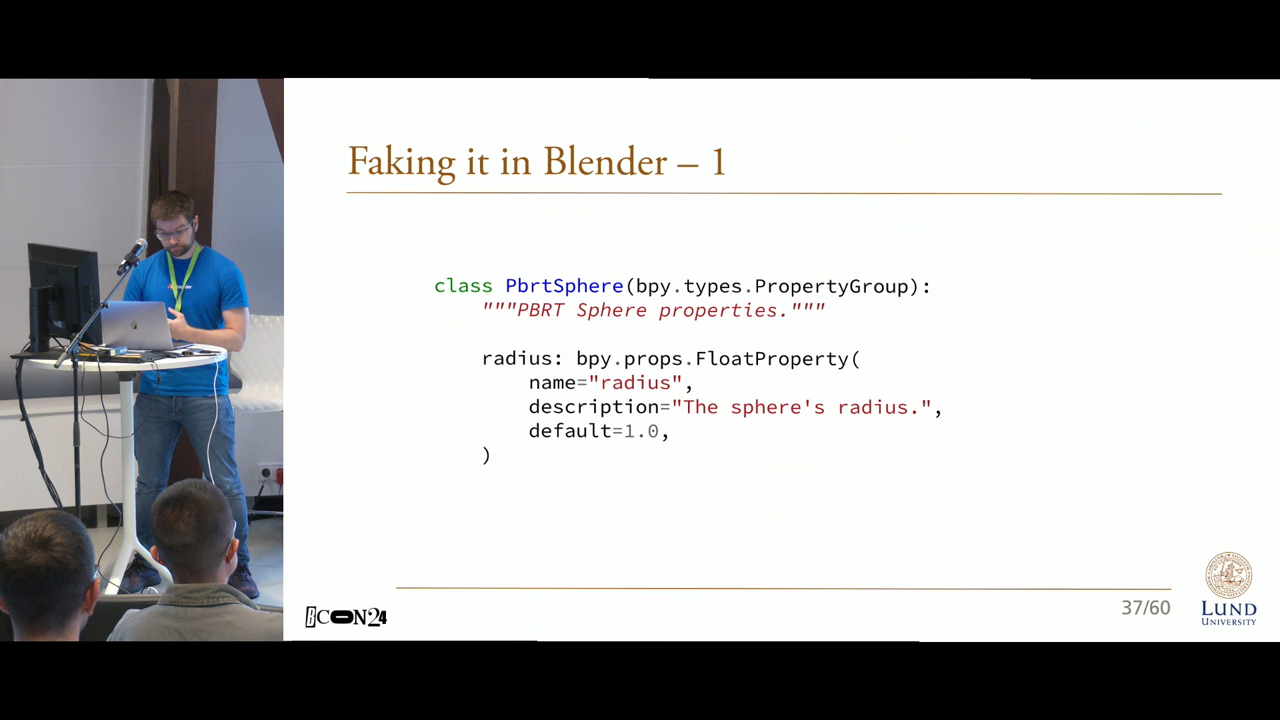 Faking it in Blender – 1
class PbrtSphere(bpy.types.PropertyGroup):
"""PBRT Sphere properties."""
radius: bpy.props.FloatProperty(
name="radius",
description="The sphere's radius.",
default=1.0,
)
BCON24
37/60
LUND
UNIVERSITY